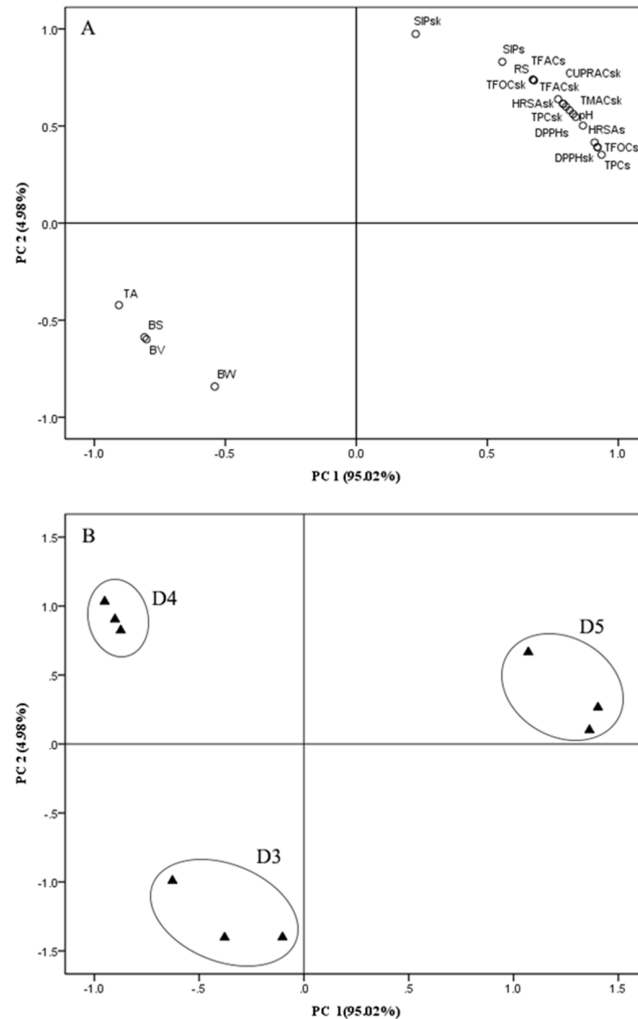 A
SIPsk
SIPs
TFACs
RS
CUPRACsk
TFOCsk
TFACsk
HRSAsk
TMACsk
TPCsk
pH
DPPHs
HRSAs
TFOCs
DPPHsk
TPCs
TA
BS
BV
BW
PC 2 (4.98%)
1.0
0.5
0.0
-0.5
-1.0
-1.0
-0.5
0.0
0.5
1.0
PC 1 (95.02%)
B
D4
D5
D3
PC 2 (4.98%)
1.5
1.0
.5
.0
-.5
-1.0
-1.5
-1.0
-.5
.0
.5
1.0
1.5
PC 1(95.02%)